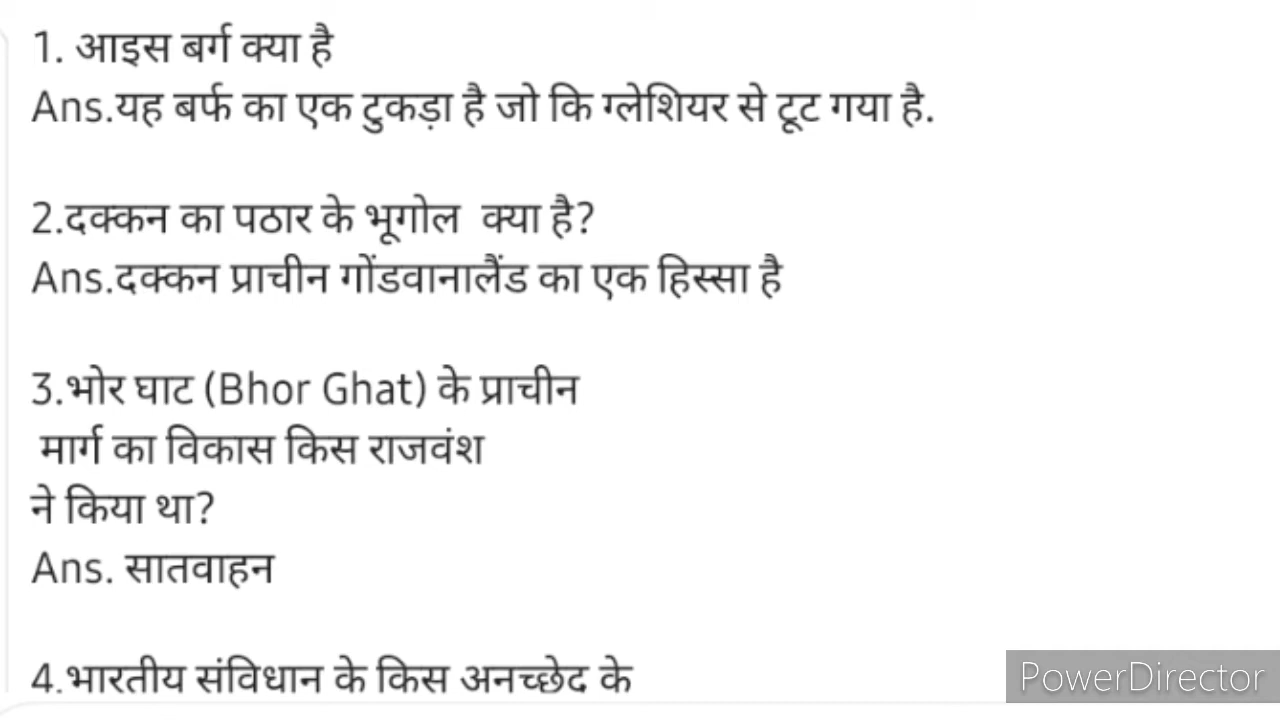 1. आइस बर्ग क्या है
Ans.यह बर्फ का एक टुकड़ा है जो कि ग्लेशियर से टूट गया है.
2.दक्कन का पठार के भूगोल क्या है?
Ans.दक्कन प्राचीन गोंडवानालैंड का एक हिस्सा है
3.भोर घाट (Bhor Ghat) के प्राचीन
मार्ग का विकास किस राजवंश
ने किया था?
Ans. सातवाहन
4.भारतीय संविधान के किस अनच्छेद के
PowerDirector